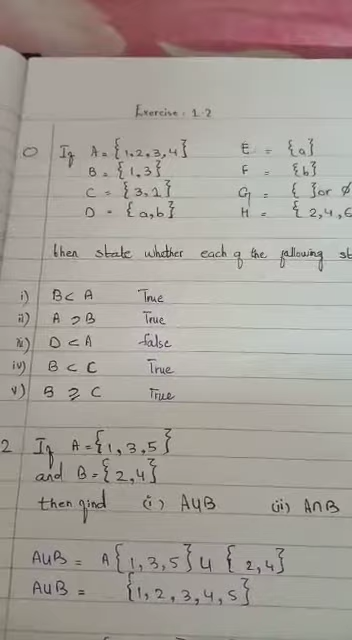 Exercise : 1.2
① If A = {1,2,3,4} E = {a}
B = {1,3} F = {b}
C = {3,1} G = { } or φ
D = {a,b} H = {2,4,6
then state whether each of the following st
i) B ⊂ A True
ii) A ⊃ B True
iii) D ⊂ A false
iv) B ⊂ C True
v) B ⊇ C True
2 If A = {1,3,5}
and B = {2,4}
then find (i) A∪B (ii) A∩B
A∪B = A{1,3,5} ∪ {2,4}
A∪B = {1,2,3,4,5}